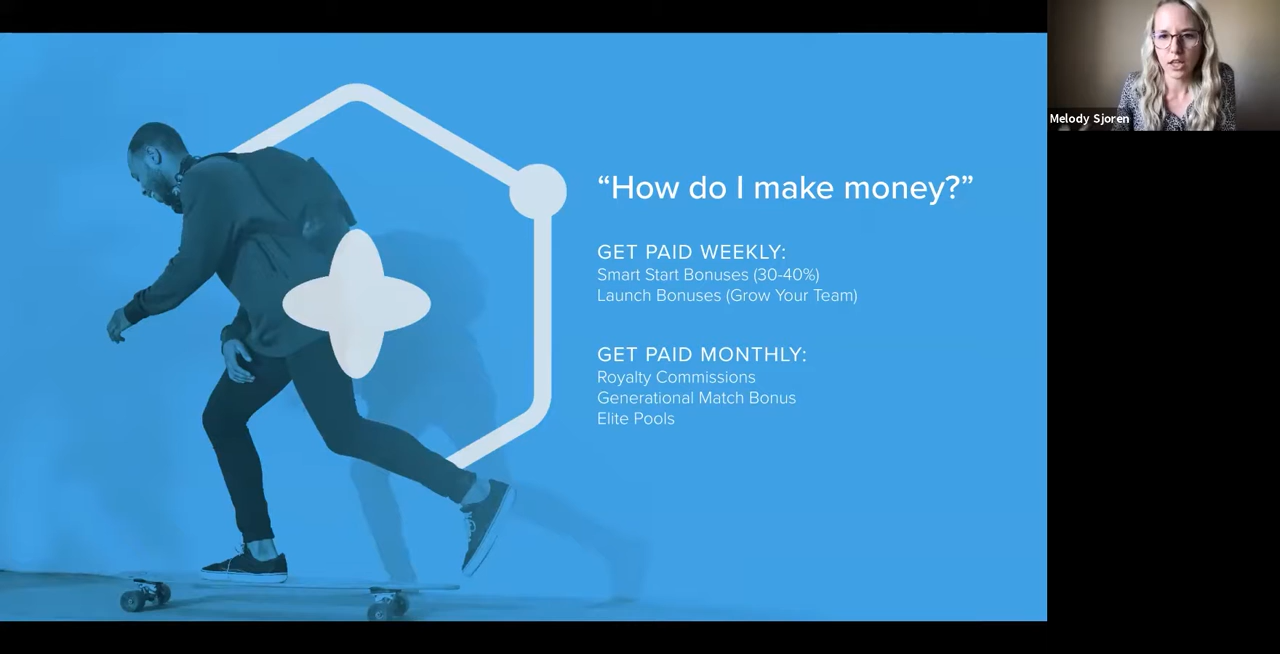 Melody Sjoren
“How do I make money?”
GET PAID WEEKLY:
Smart Start Bonuses (30-40%)
Launch Bonuses (Grow Your Team)
GET PAID MONTHLY:
Royalty Commissions
Generational Match Bonus
Elite Pools